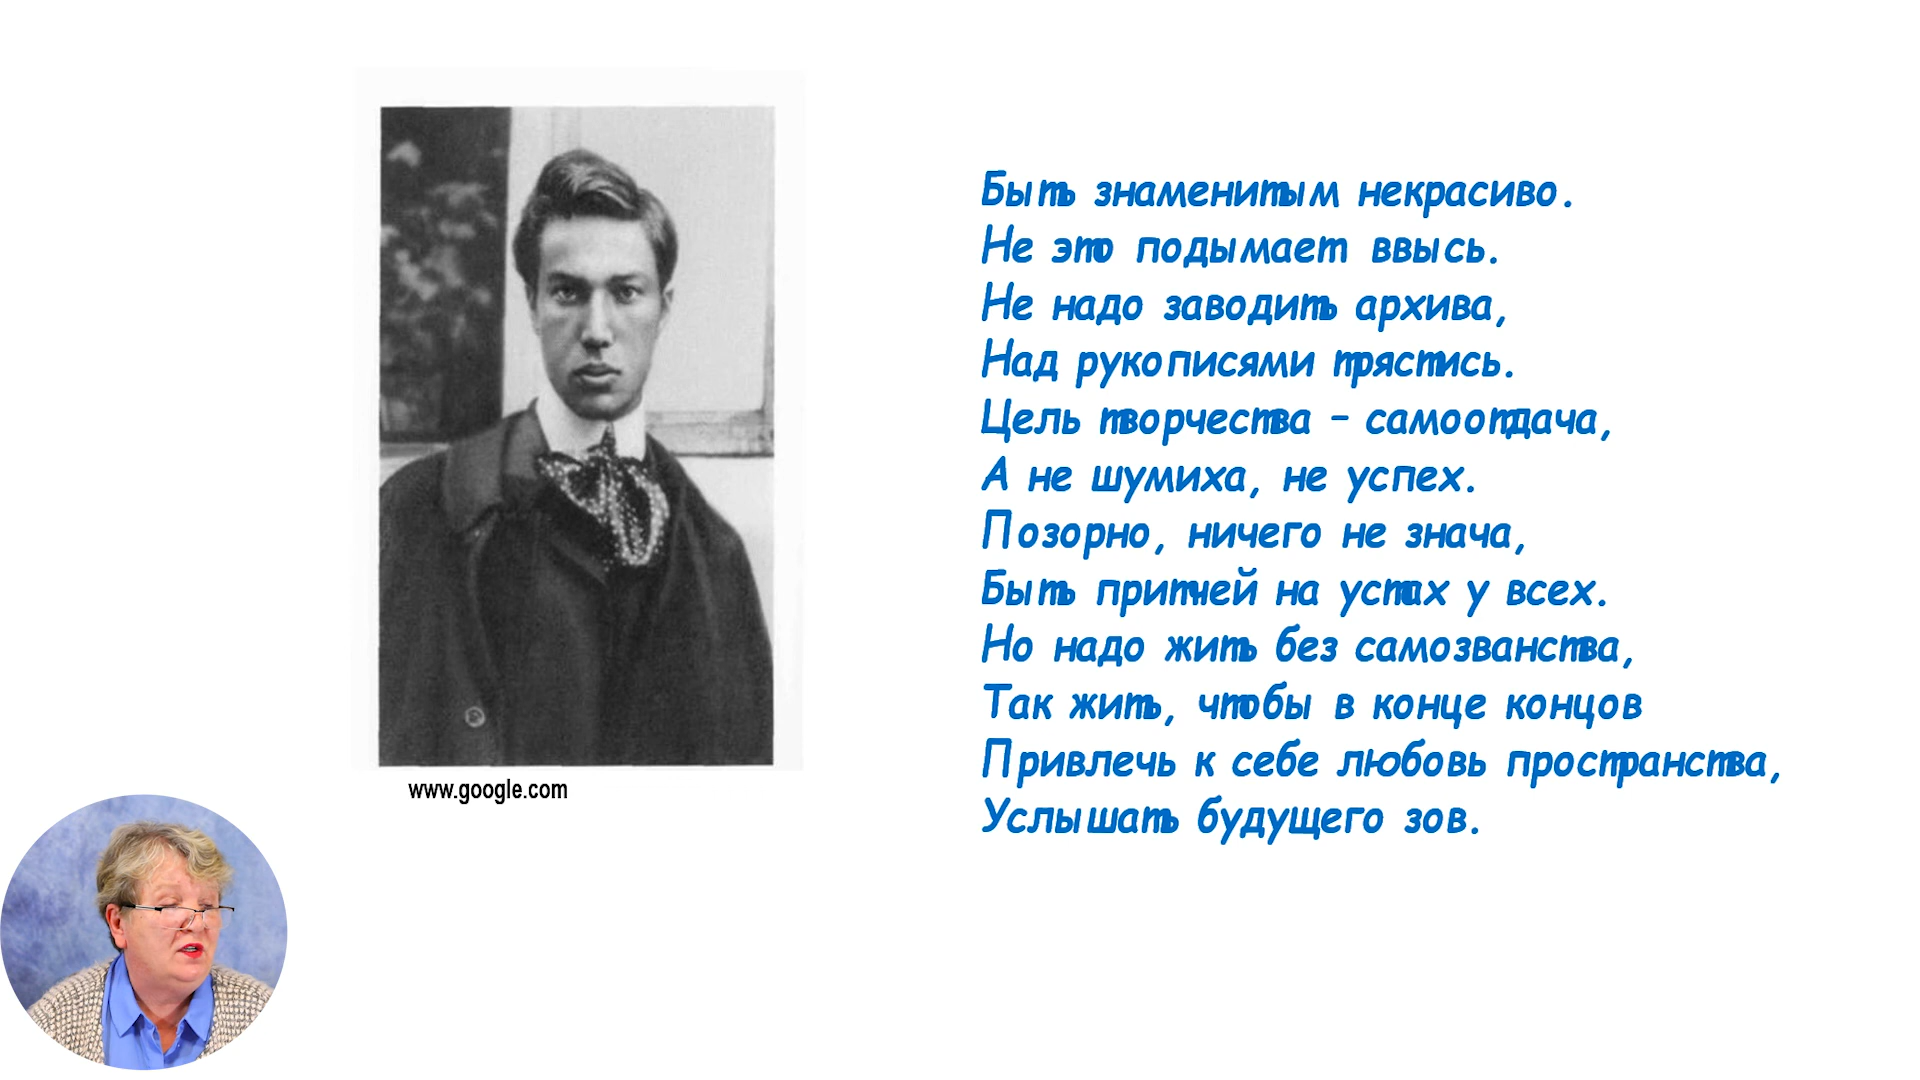 www.google.com
Быть знаменитым некрасиво.
Не это подымает ввысь.
Не надо заводить архива,
Над рукописями трястись.
Цель творчества – самоотдача,
А не шумиха, не успех.
Позорно, ничего не знача,
Быть притчей на устах у всех.
Но надо жить без самозванства,
Так жить, чтобы в конце концов
Привлечь к себе любовь пространства,
Услышать будущего зов.